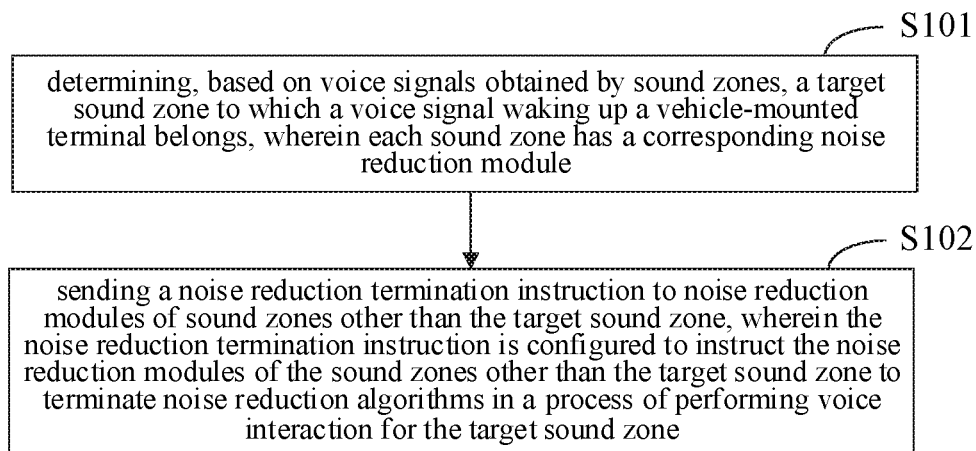 S101
determining, based on voice signals obtained by sound zones, a target
sound zone to which a voice signal waking up a vehicle-mounted
terminal belongs, wherein each sound zone has a corresponding noise
reduction module
S102
sending a noise reduction termination instruction to noise reduction
modules of sound zones other than the target sound zone, wherein the
noise reduction termination instruction is configured to instruct the noise
reduction modules of the sound zones other than the target sound zone to
terminate noise reduction algorithms in a process of performing voice
interaction for the target sound zone